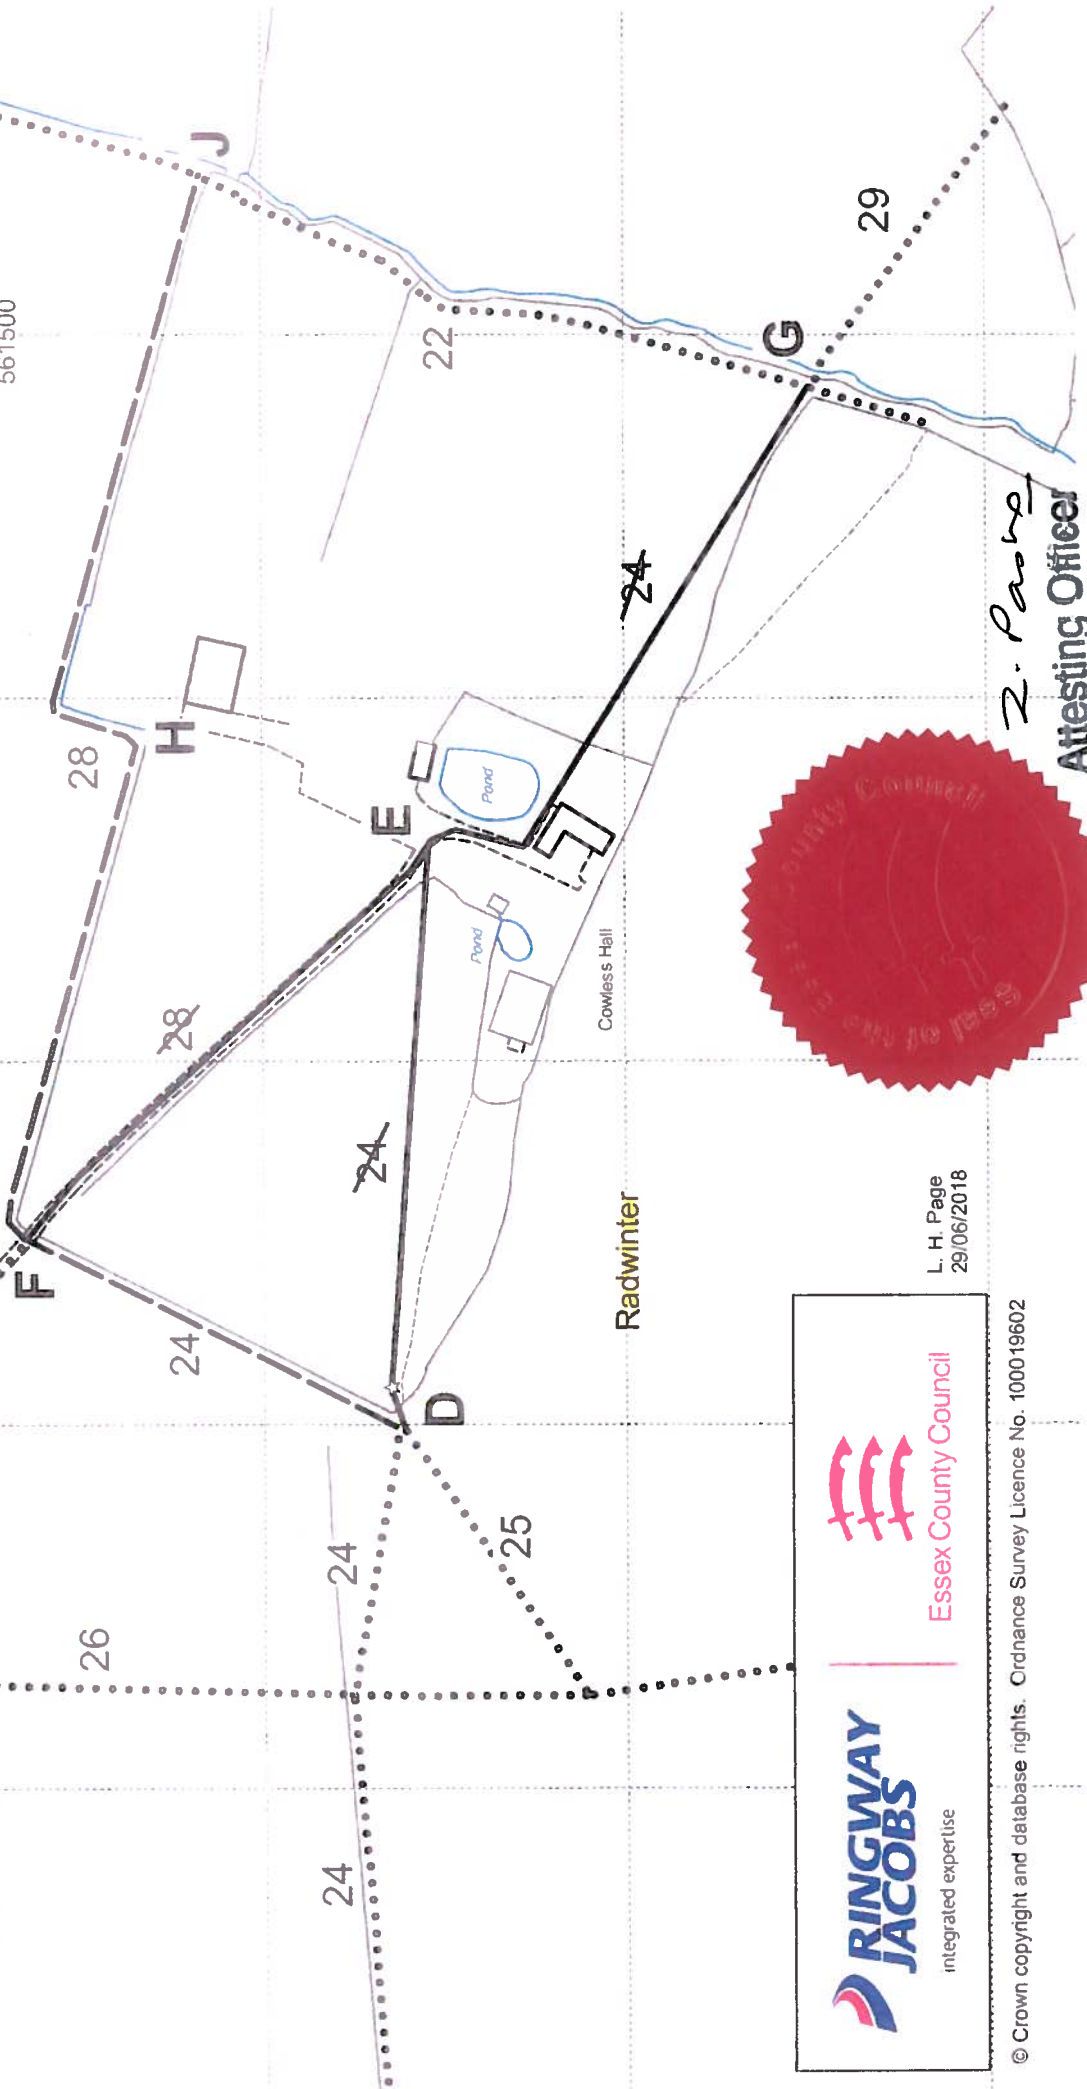 561500
J
22
29
G
28
H
E
24
Pond
Pond
Cowless Hall
28
24
F
24
D
24
25
26
24
Radwinter
Attesting Officer
L. H. Page
29/06/2018
RINGWAY
JACOBS
integrated expertise
Essex County Council
© Crown copyright and database rights. Ordnance Survey Licence No. 100019602